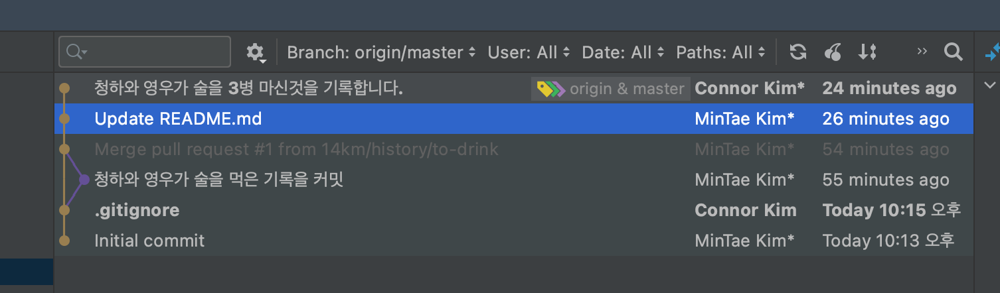 Branch: origin/master User: All Date: All Paths: All
청하와 영우가 술을 3병 마신것을 기록합니다. origin & master Connor Kim* 24 minutes ago
Update README.md MinTae Kim* 26 minutes ago
Merge pull request #1 from 14km/history/to-drink MinTae Kim* 54 minutes ago
청하와 영우가 술을 먹은 기록을 커밋 MinTae Kim* 55 minutes ago
.gitignore Connor Kim Today 10:15 오후
Initial commit MinTae Kim* Today 10:13 오후